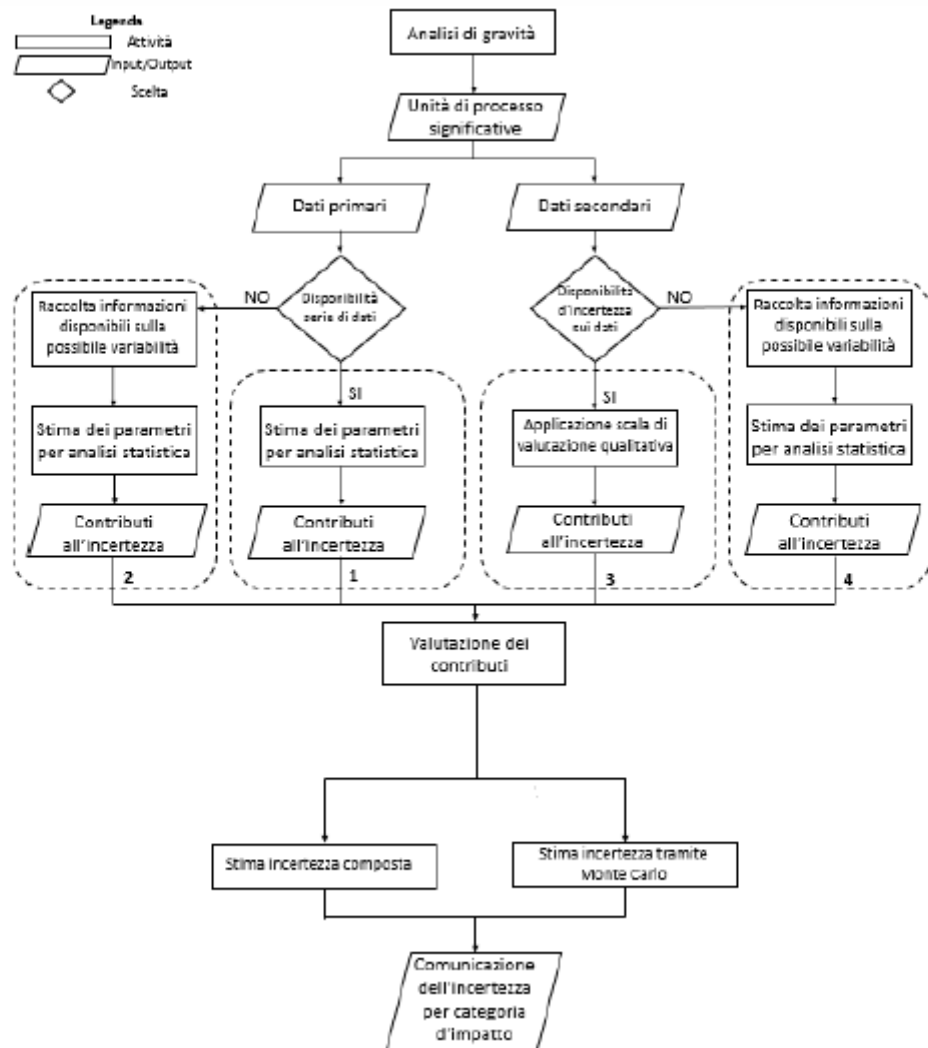 Legenda
Attività
Input/Output
Scelta
Analisi di gravità
Unità di processo
significative
Dati primari
Dati secondari
Disponibilità
serie di dati
Disponibilità
d'incertezza
sui dati
NO
NO
SI
SI
Raccolta informazioni
disponibili sulla
possibile variabilità
Stima dei parametri
per analisi statistica
Contributi
all'incertezza
2
Stima dei parametri
per analisi statistica
Contributi
all'incertezza
1
Applicazione scala di
valutazione qualitativa
Contributi
all'incertezza
3
Raccolta informazioni
disponibili sulla
possibile variabilità
Stima dei parametri
per analisi statistica
Contributi
all'incertezza
4
Valutazione dei
contributi
Stima incertezza composta
Stima incertezza tramite
Monte Carlo
Comunicazione
dell'incertezza
per categoria
d'impatto